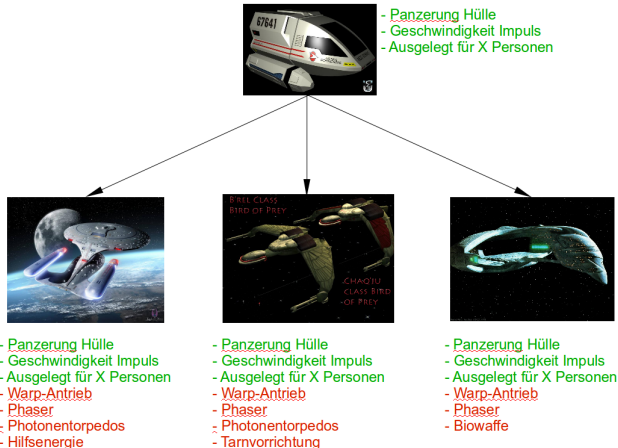 - Panzerung Hülle
- Geschwindigkeit Impuls
- Ausgelegt für X Personen
67641
B'REL CLASS
BIRD OF PREY
CHAO'JU
CLASS BIRD
OF PREY
- Panzerung Hülle
- Geschwindigkeit Impuls
- Ausgelegt für X Personen
- Warp-Antrieb
- Phaser
- Photonentorpedos
- Hilfsenergie
- Panzerung Hülle
- Geschwindigkeit Impuls
- Ausgelegt für X Personen
- Warp-Antrieb
- Phaser
- Photonentorpedos
- Tarnvorrichtung
- Panzerung Hülle
- Geschwindigkeit Impuls
- Ausgelegt für X Personen
- Warp-Antrieb
- Phaser
- Biowaffe